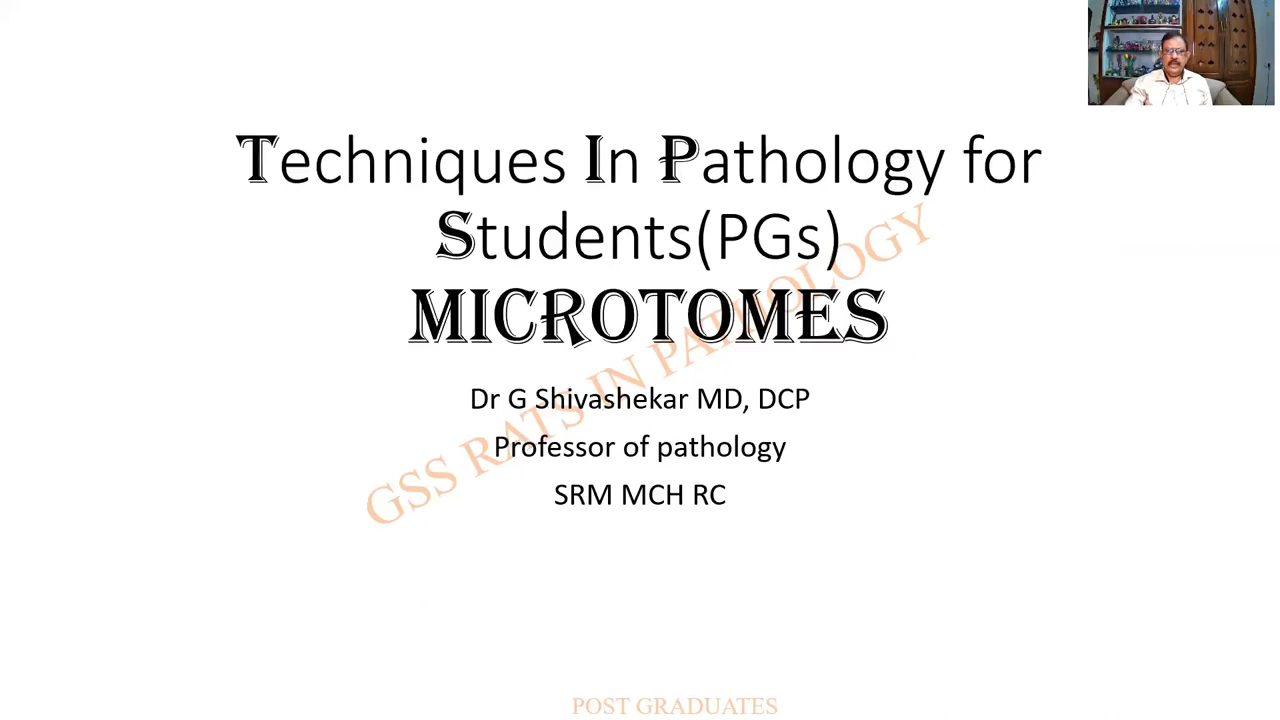 Techniques In Pathology for
Students(PGs)
MICROTOMES
Dr G Shivashekar MD, DCP
Professor of pathology
SRM MCH RC
GSS RATS IN PATHOLOGY
POST GRADUATES